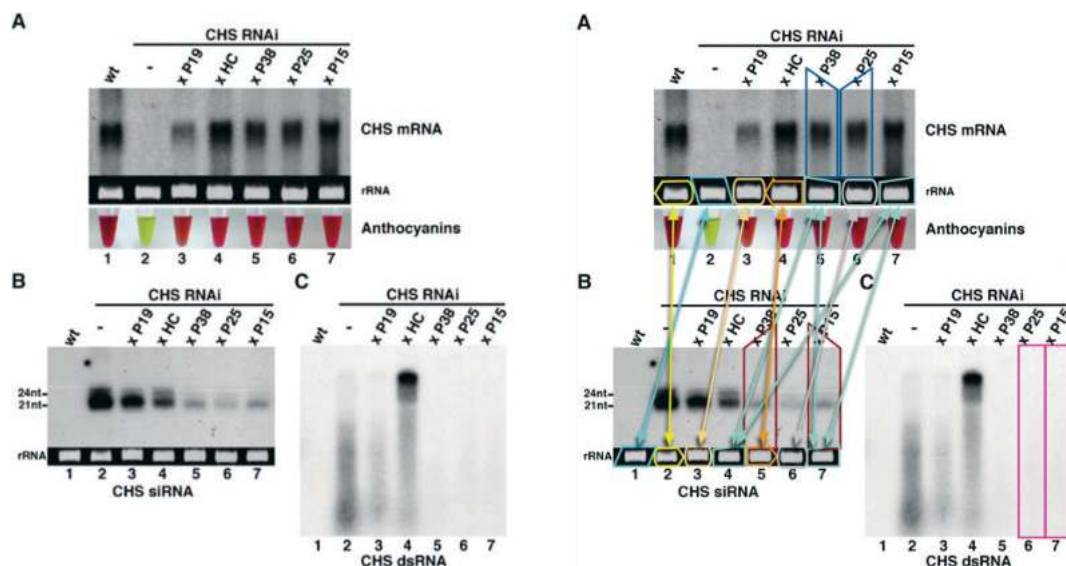 A
CHS RNAi
wt - x P19 x HC x P38 x P25 x P15
CHS mRNA
rRNA
Anthocyanins
1 2 3 4 5 6 7
B
CHS RNAi
wt - x P19 x HC x P38 x P25 x P15
24nt
21nt
rRNA
1 2 3 4 5 6 7
CHS siRNA
C
CHS RNAi
wt - x P19 x HC x P38 x P25 x P15
1 2 3 4 5 6 7
CHS dsRNA
A
CHS RNAi
wt - x P19 x HC x P38 x P25 x P15
CHS mRNA
rRNA
Anthocyanins
1 2 3 4 5 6 7
B
CHS RNAi
wt - x P19 x HC x P38 x P25 x P15
24nt
21nt
rRNA
1 2 3 4 5 6 7
CHS siRNA
C
CHS RNAi
wt - x P19 x HC x P38 x P25 x P15
1 2 3 4 5 6 7
CHS dsRNA